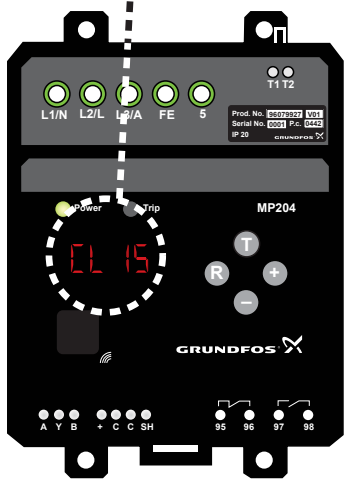 T1 T2
L1/N L2/L L3/A FE 5
Prod. No. 96079927 V01
Serial No. 0001 P.c. 0442
IP 20 GRUNDFOS
Power Trip MP204
CL 15
T
R +
–
GRUNDFOS
A Y B + C C SH 95 96 97 98